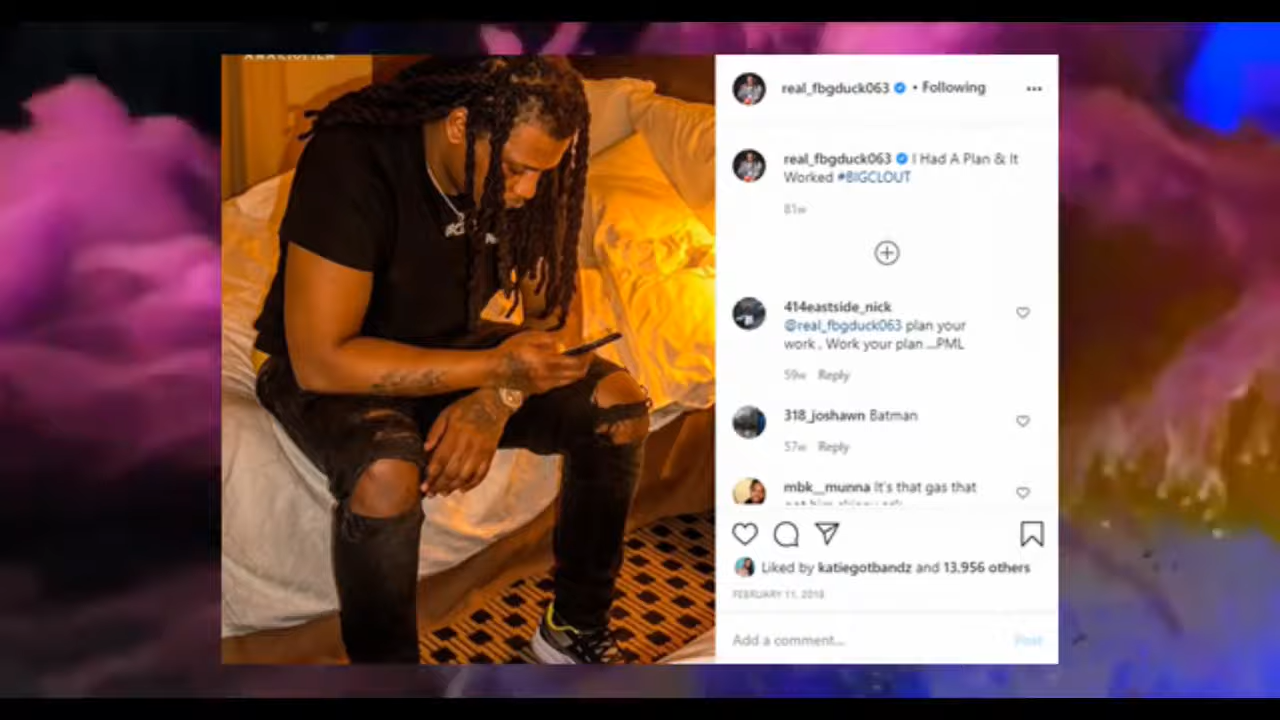 real_fbgduck063 • Following
real_fbgduck063 I Had A Plan & It
Worked #BIGCLOUT
81w
414eastside_nick
@real_fbgduck063 plan your
work . Work your plan ...PML
59w Reply
318_joshawn Batman
57w Reply
mbk__munna It's that gas that
Liked by katiegotbandz and 13,956 others
FEBRUARY 11, 2018
Add a comment...
Post